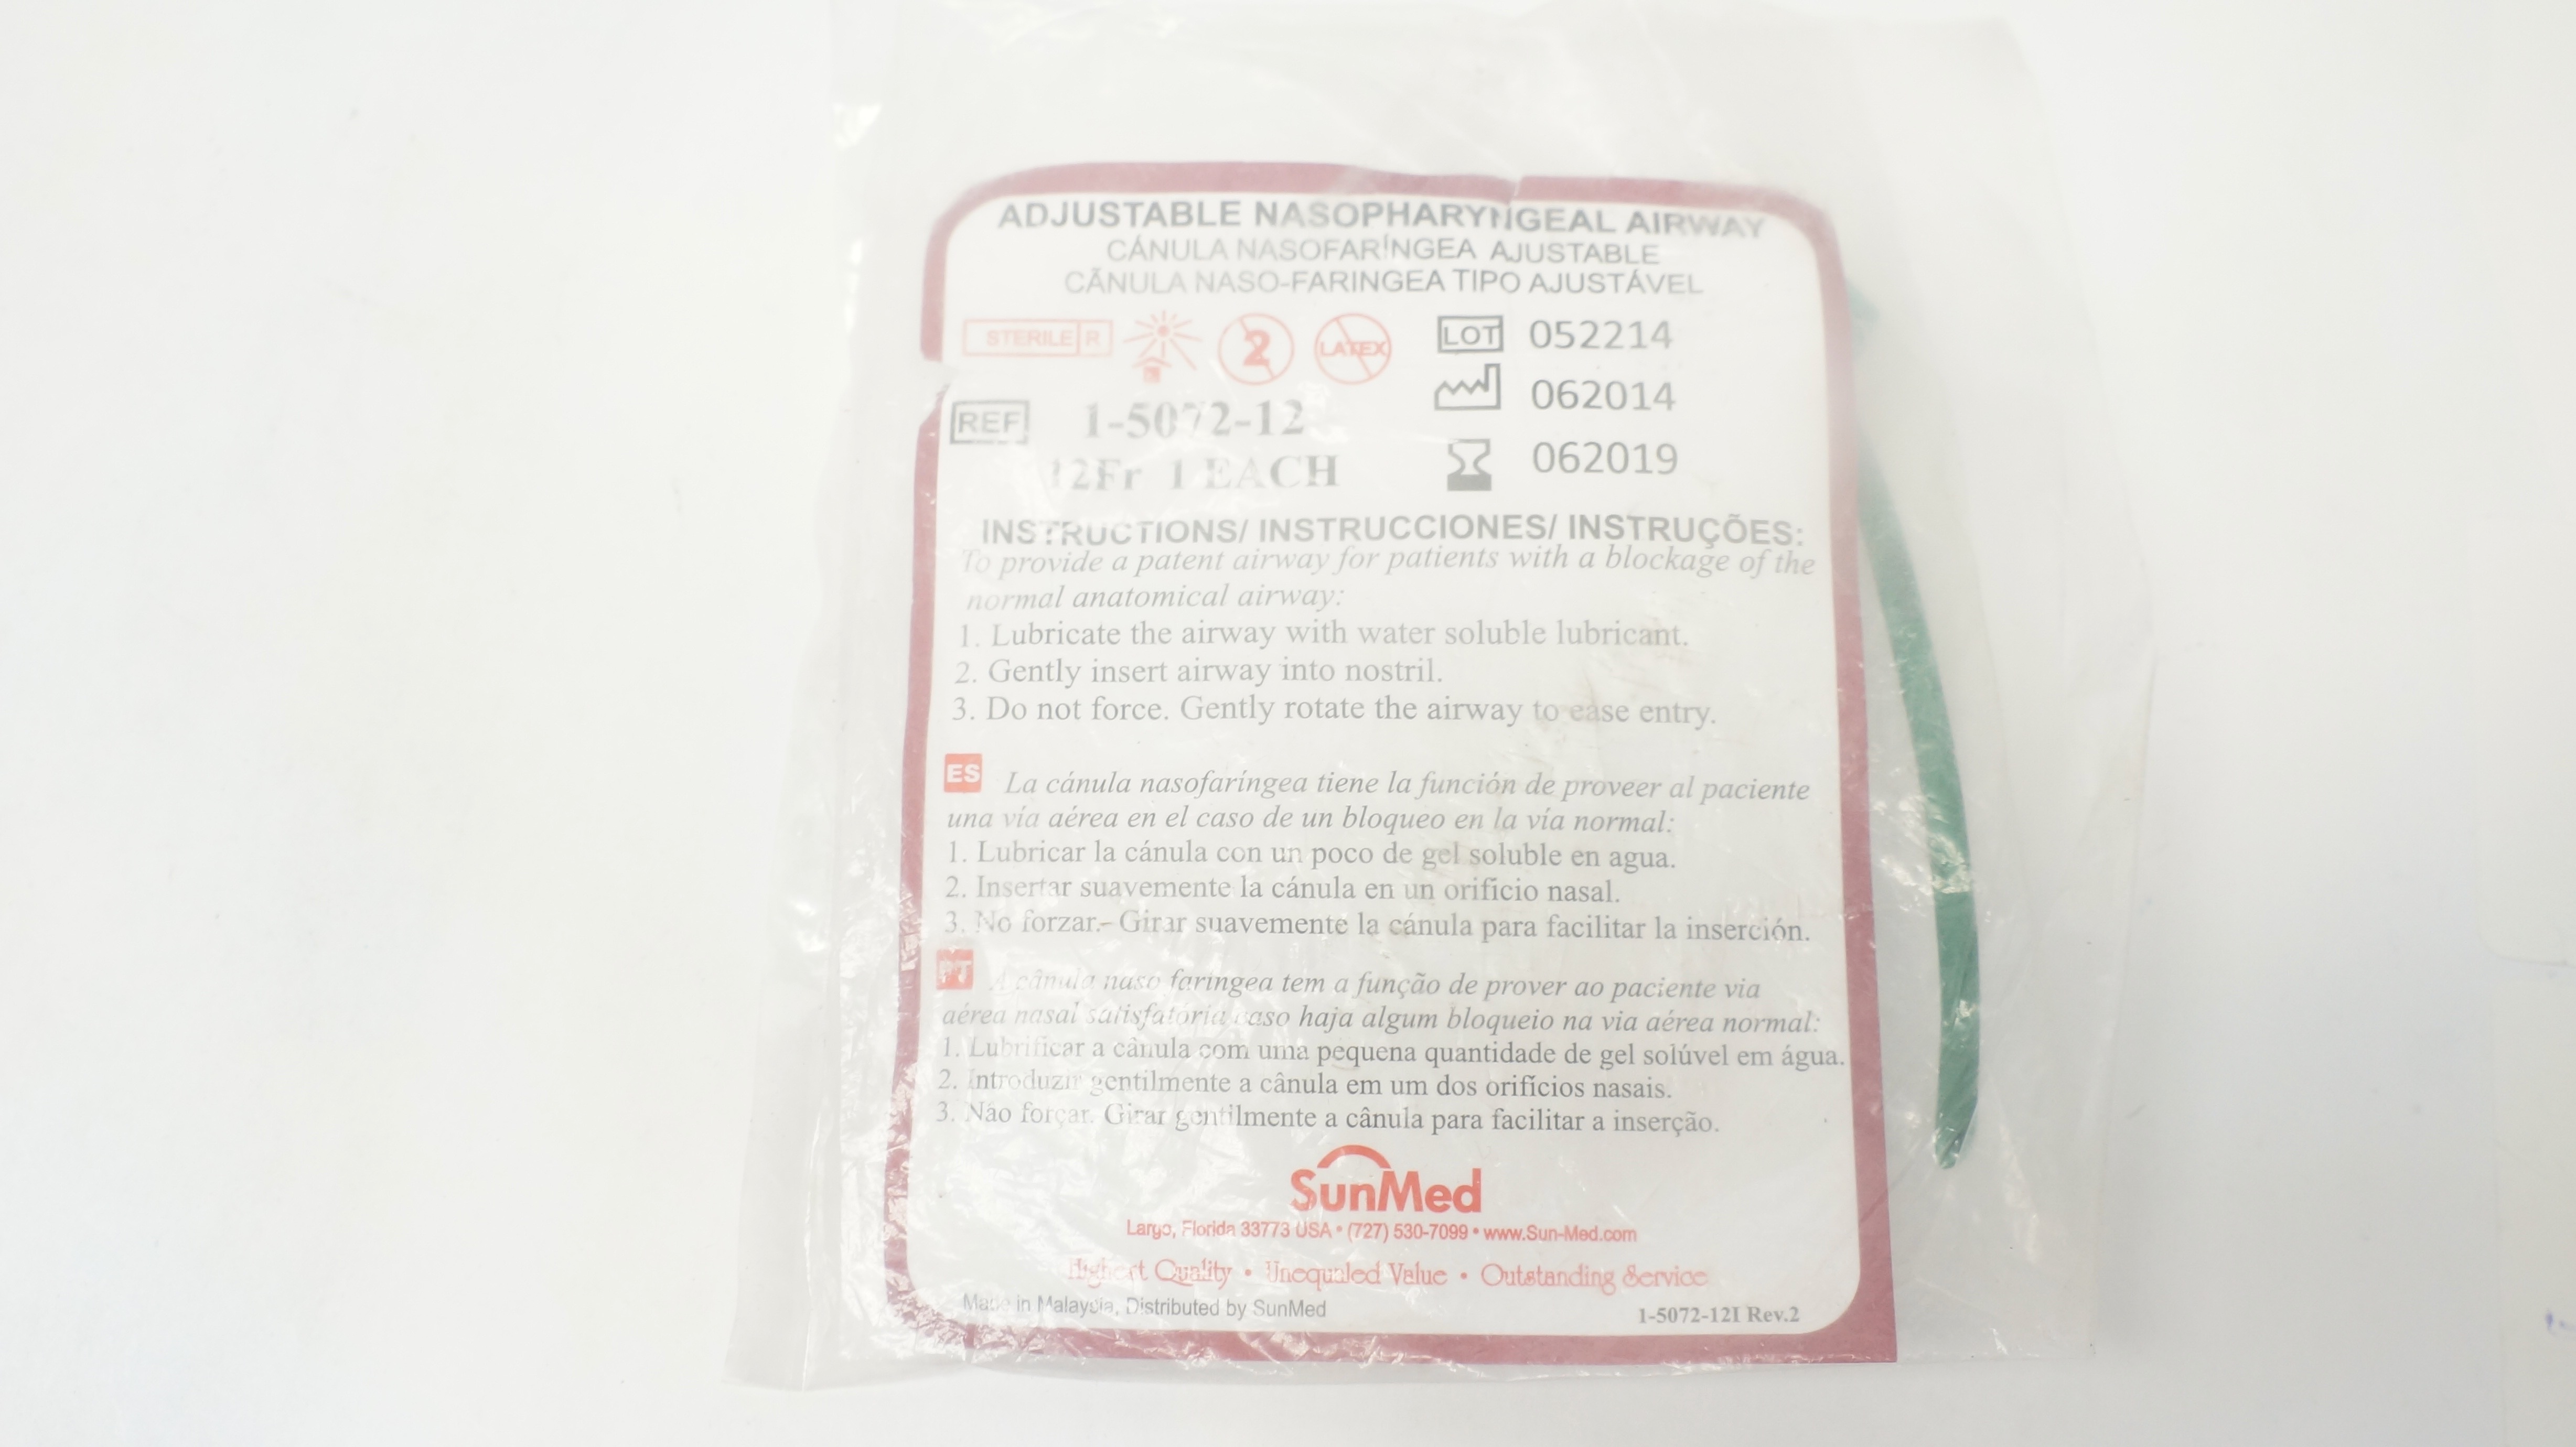 ADJUSTABLE NASOPHARYNGEAL AIRWAY
CÁNULA NASOFARÍNGEA AJUSTABLE
CÃNULA NASO-FARINGEA TIPO AJUSTÁVEL
STERILE R 2 LATEX LOT 052214
062014
REF 1-5072-12
062019
12Fr 1 EACH
INSTRUCTIONS/ INSTRUCCIONES/ INSTRUÇÕES:
To provide a patent airway for patients with a blockage of the
normal anatomical airway:
1. Lubricate the airway with water soluble lubricant.
2. Gently insert airway into nostril.
3. Do not force. Gently rotate the airway to ease entry.
ES La cánula nasofaríngea tiene la función de proveer al paciente
una vía aérea en el caso de un bloqueo en la vía normal:
1. Lubricar la cánula con un poco de gel soluble en agua.
2. Insertar suavemente la cánula en un orificio nasal.
3. No forzar.- Girar suavemente la cánula para facilitar la inserción.
PT A cânula naso faringea tem a função de prover ao paciente via
aérea nasal satisfatória caso haja algum bloqueio na via aérea normal:
1. Lubrificar a cânula com uma pequena quantidade de gel solúvel em água.
2. Introduzir gentilmente a cânula em um dos orifícios nasais.
3. Não forçar. Girar gentilmente a cânula para facilitar a inserção.
SunMed
Largo, Florida 33773 USA • (727) 530-7099 • www.Sun-Med.com
Highest Quality • Unequaled Value • Outstanding Service
Made in Malaysia, Distributed by SunMed
1-5072-12I Rev.2